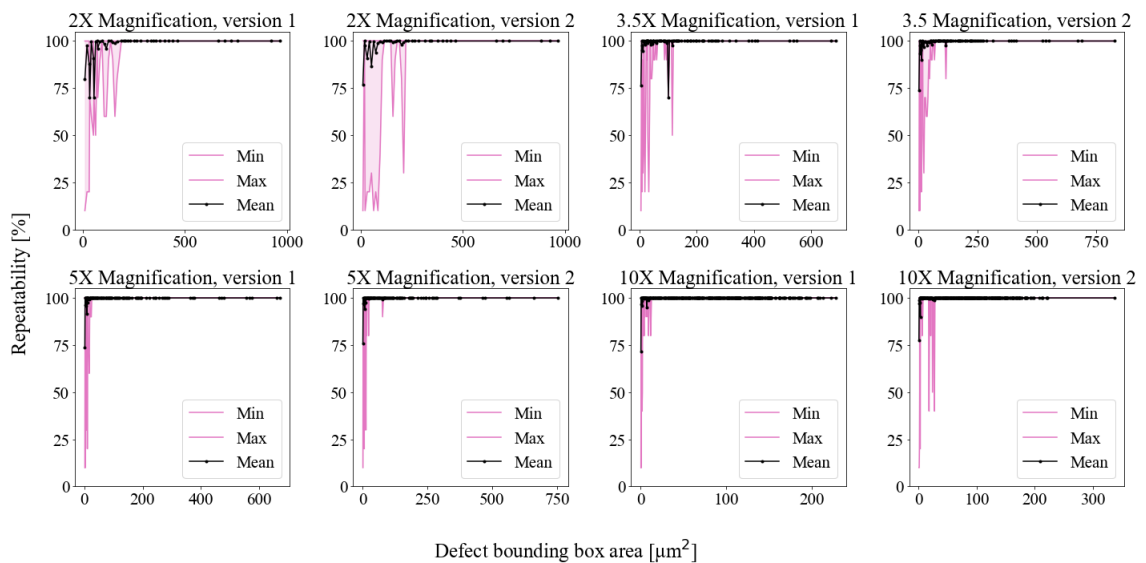 2X Magnification, version 1
2X Magnification, version 2
3.5X Magnification, version 1
3.5 Magnification, version 2
100
75
50
25
0
Min
Max
Mean
0
500
1000
100
75
50
25
0
Min
Max
Mean
0
500
1000
100
75
50
25
0
Min
Max
Mean
0
200
400
600
100
75
50
25
0
Min
Max
Mean
0
200
400
600
800
Repeatability [%]
5X Magnification, version 1
5X Magnification, version 2
10X Magnification, version 1
10X Magnification, version 2
100
75
50
25
0
Min
Max
Mean
0
200
400
600
100
75
50
25
0
Min
Max
Mean
0
250
500
750
100
75
50
25
0
Min
Max
Mean
0
100
200
100
75
50
25
0
Min
Max
Mean
0
100
200
300
Defect bounding box area [µm²]